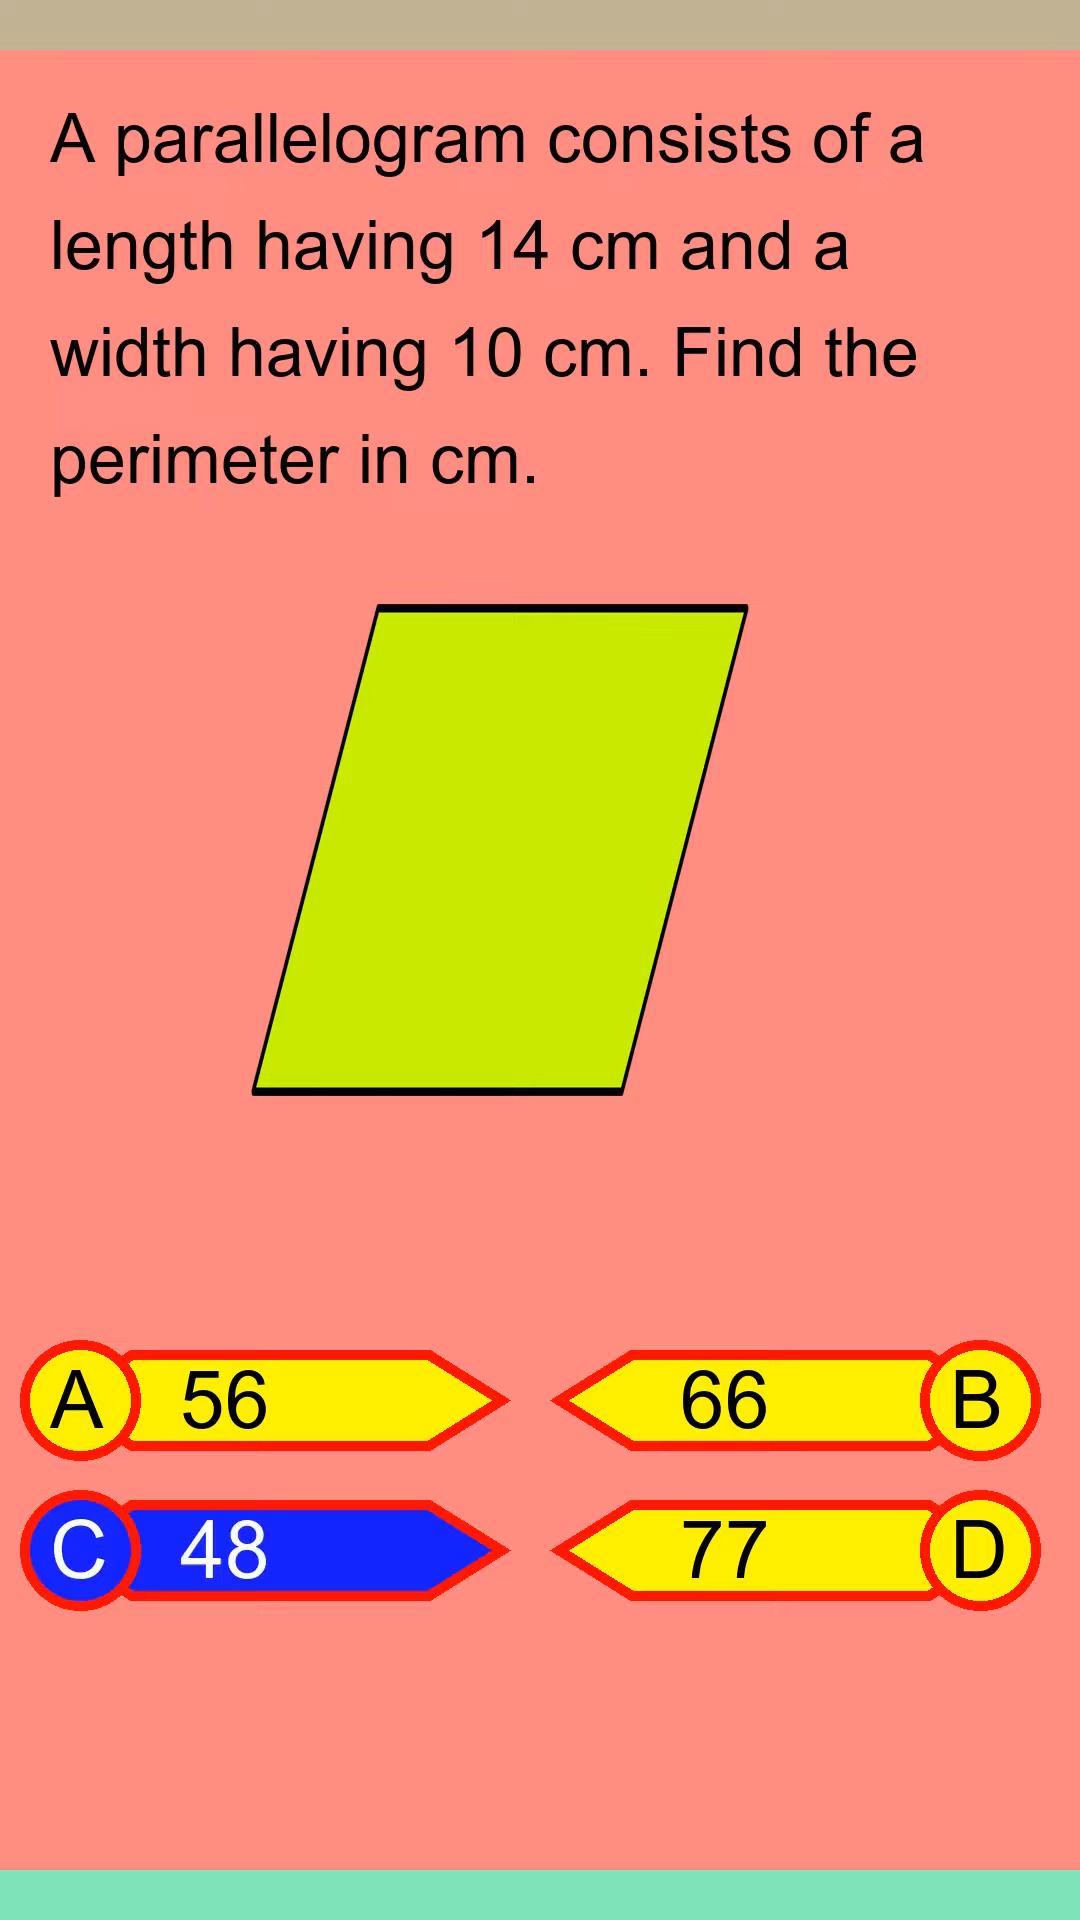 A parallelogram consists of a
length having 14 cm and a
width having 10 cm. Find the
perimeter in cm.
A 56
66 B
C 48
77 D